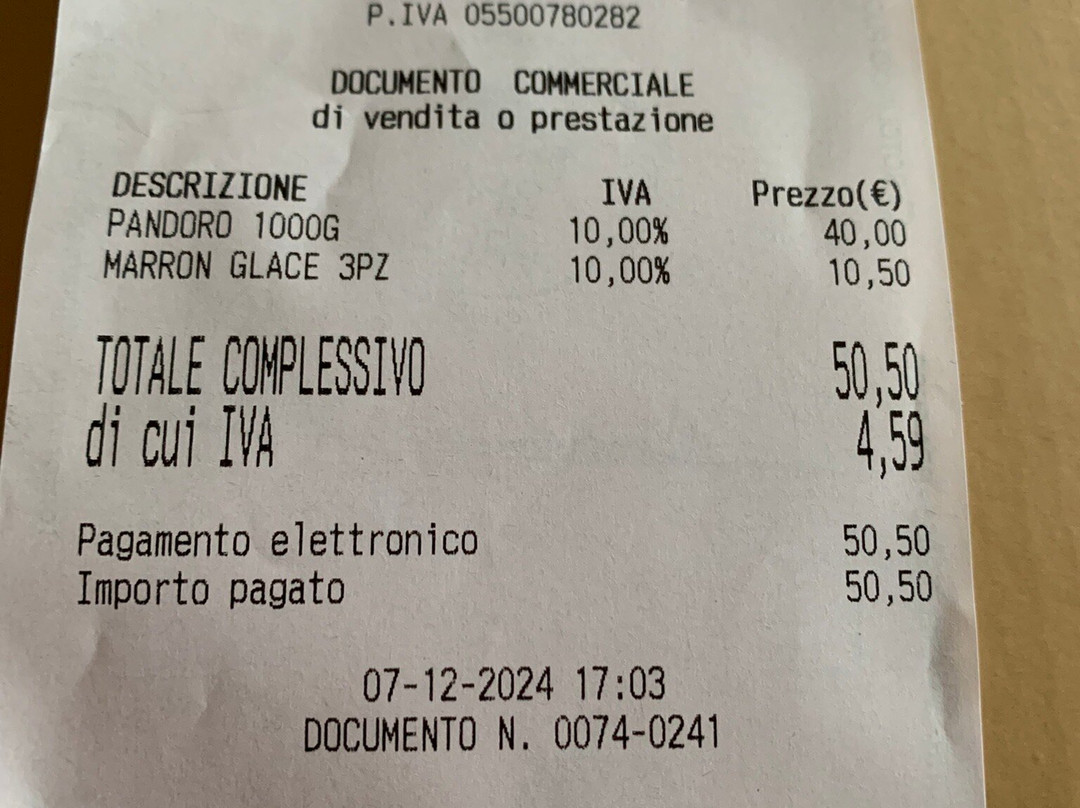 P.IVA 05500780282
DOCUMENTO COMMERCIALE
di vendita o prestazione
DESCRIZIONE IVA Prezzo(€)
PANDORO 1000G 10,00% 40,00
MARRON GLACE 3PZ 10,00% 10,50
TOTALE COMPLESSIVO 50,50
di cui IVA 4,59
Pagamento elettronico 50,50
Importo pagato 50,50
07-12-2024 17:03
DOCUMENTO N. 0074-0241